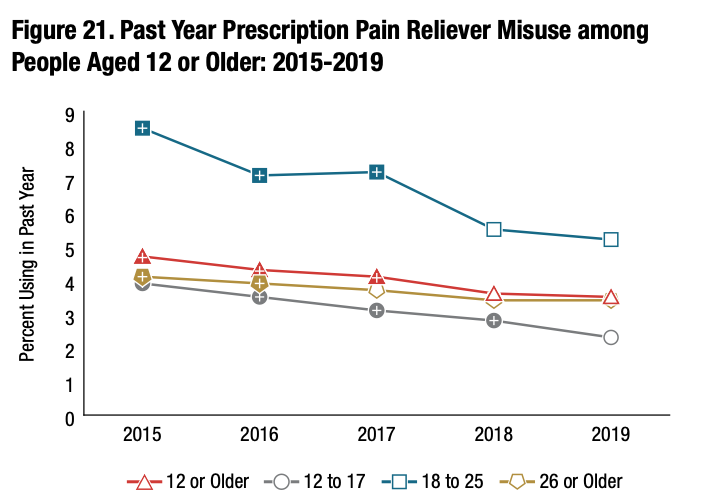 Figure 21. Past Year Prescription Pain Reliever Misuse among
People Aged 12 or Older: 2015-2019
Percent Using in Past Year
9
8
7
6
5
4
3
2
1
0
2015 2016 2017 2018 2019
12 or Older 12 to 17 18 to 25 26 or Older